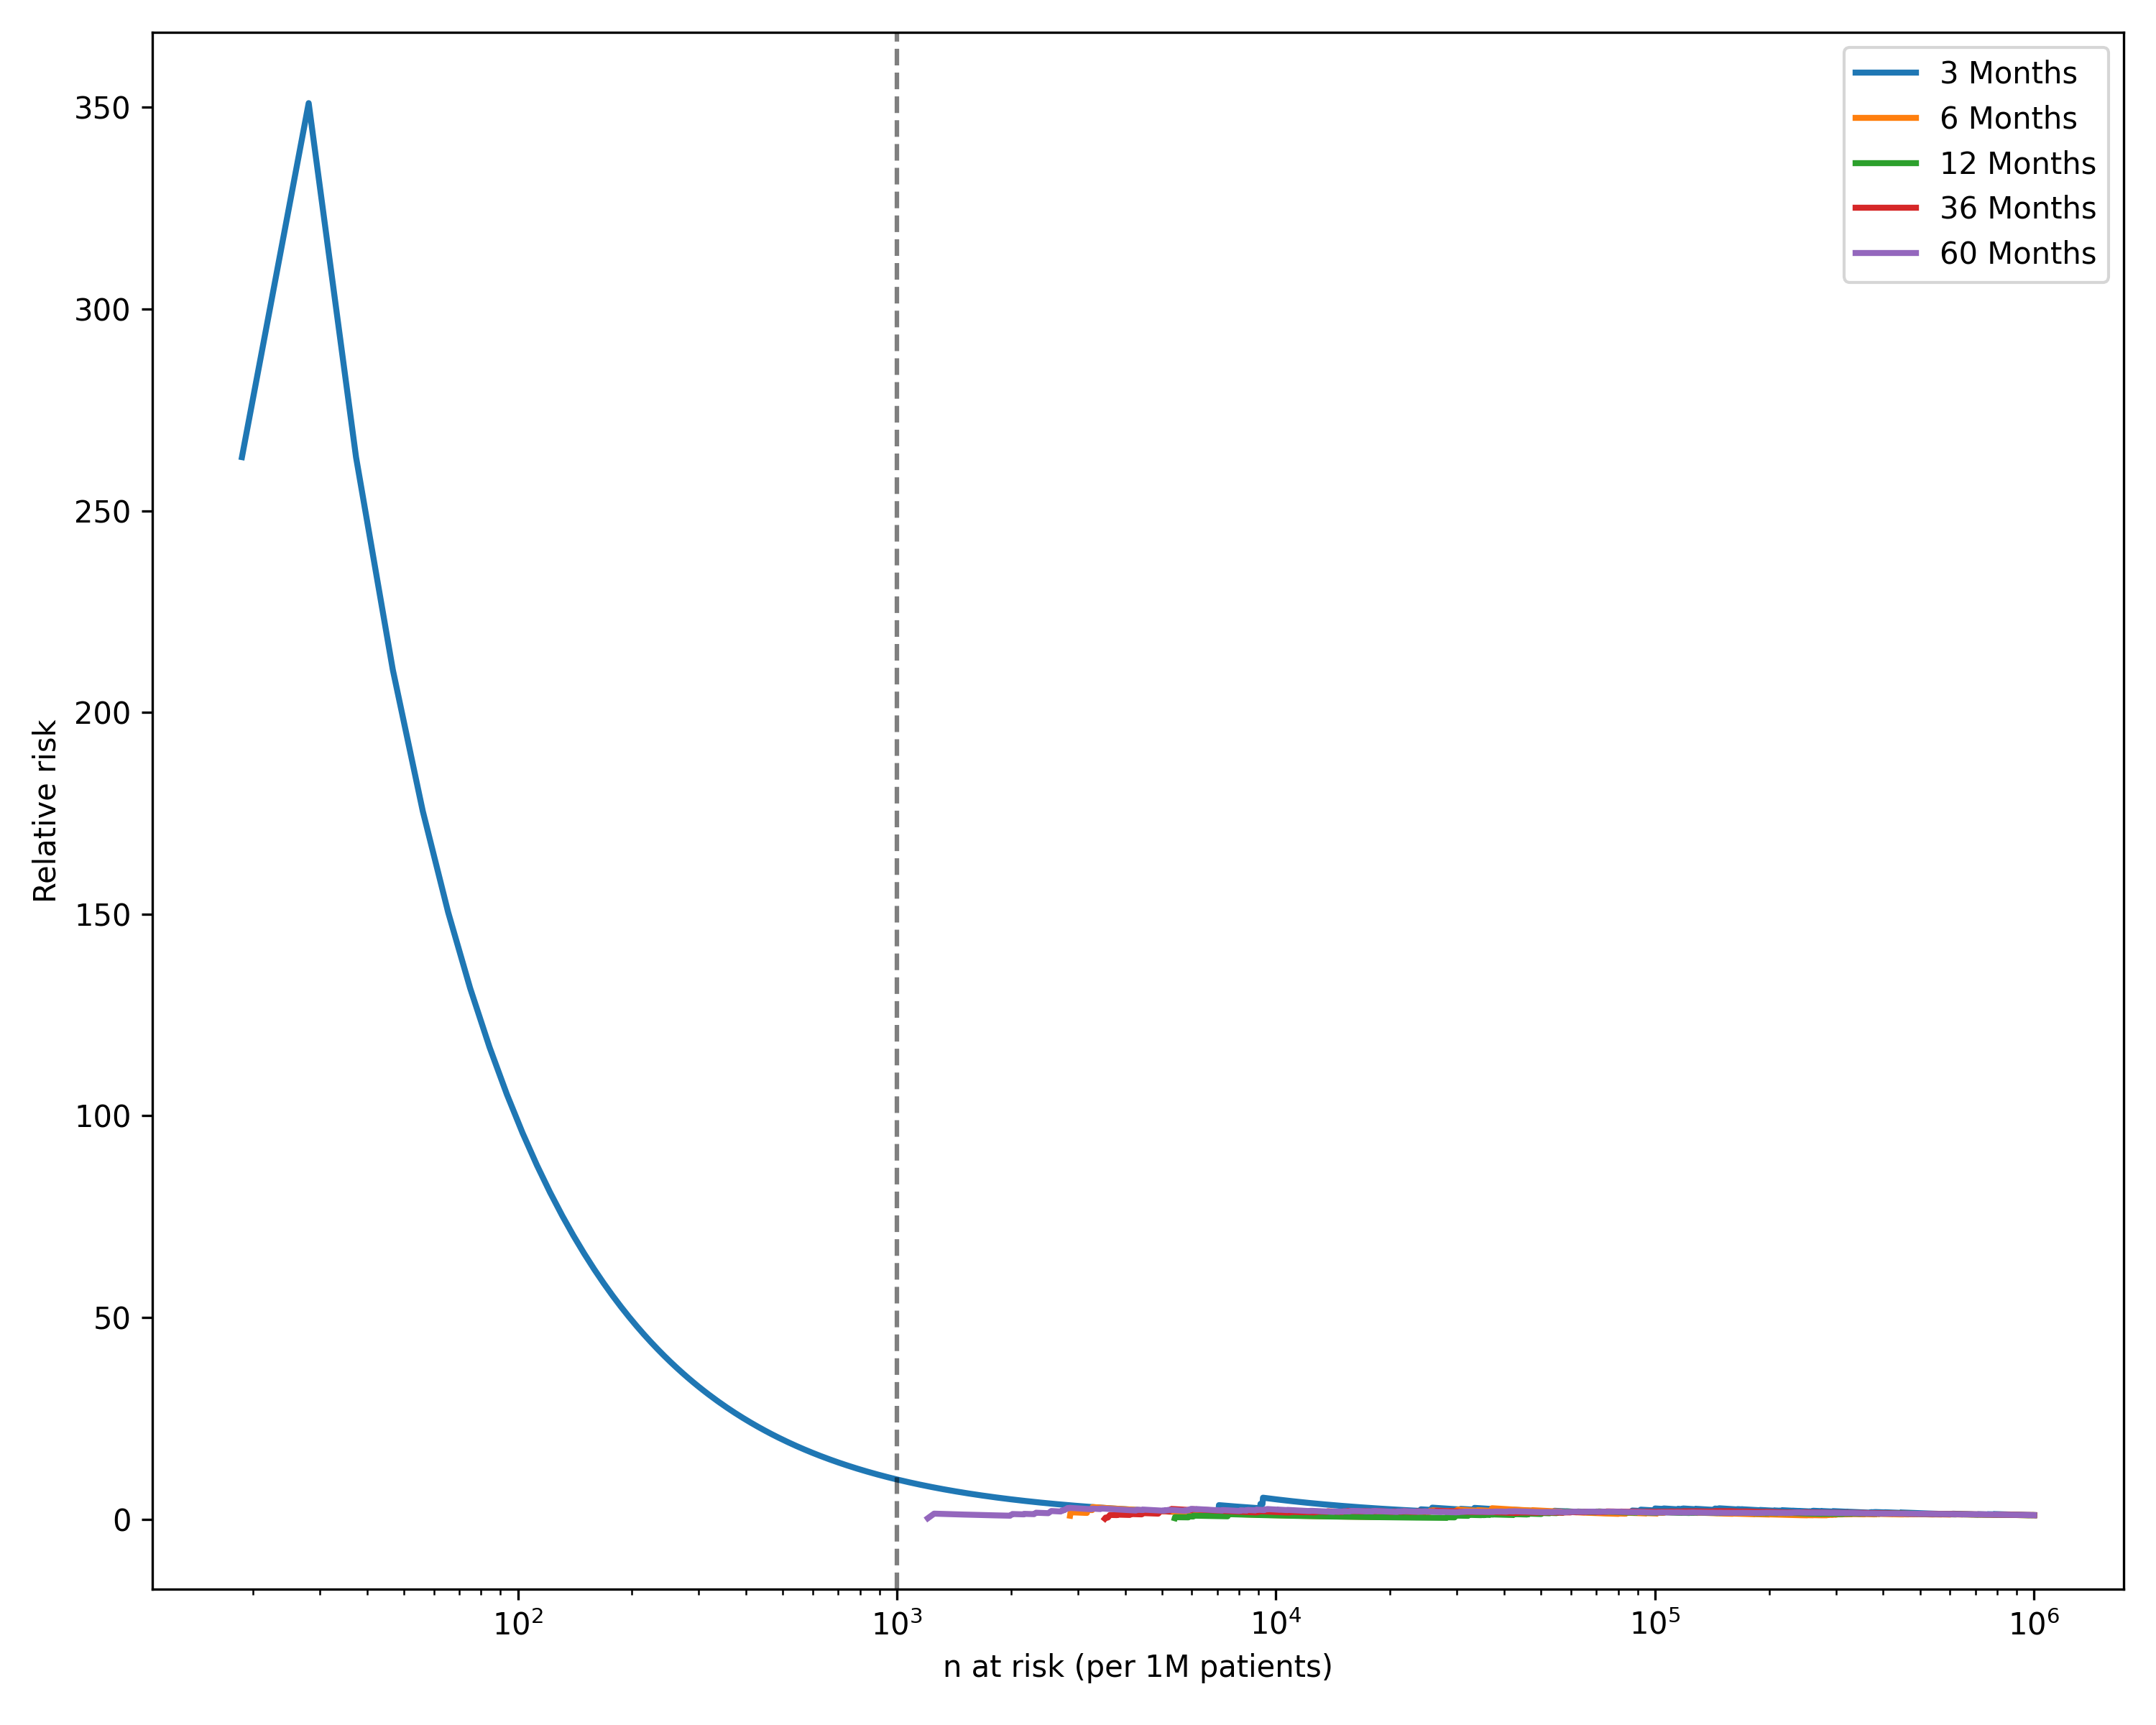 350
300
250
200
150
100
50
0
Relative risk
3 Months
6 Months
12 Months
36 Months
60 Months
10²
10³
10⁴
10⁵
10⁶
n at risk (per 1M patients)